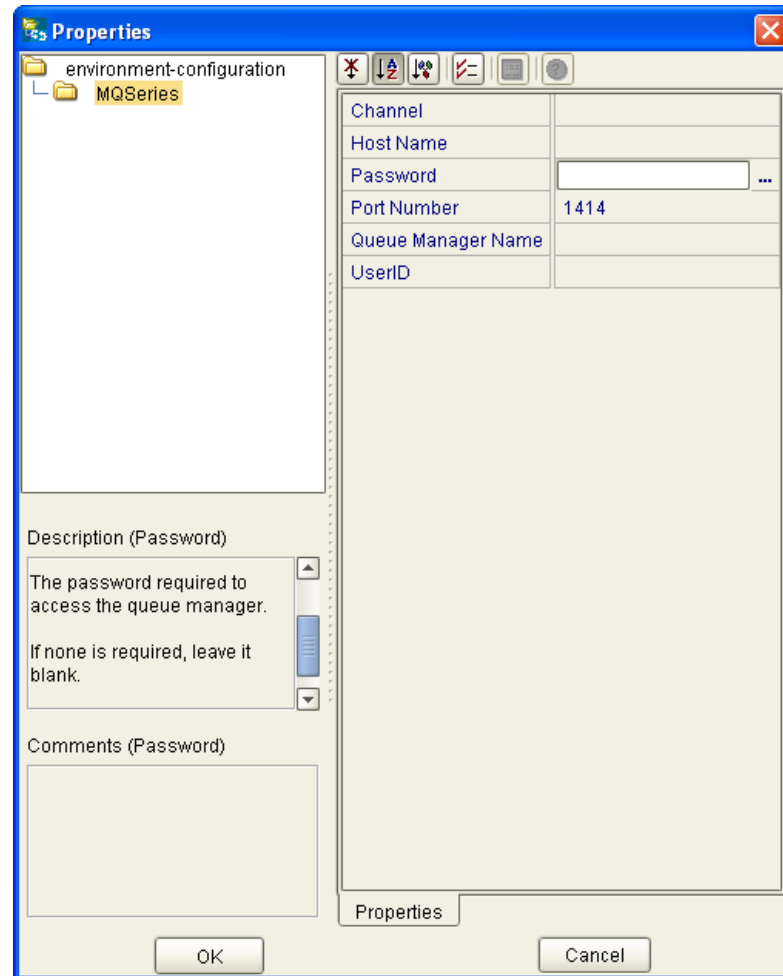 Properties
environment-configuration
MQSeries
Channel
Host Name
Password
...
Port Number 1414
Queue Manager Name
UserID
Description (Password)
The password required to
access the queue manager.
If none is required, leave it
blank.
Comments (Password)
Properties
OK
Cancel